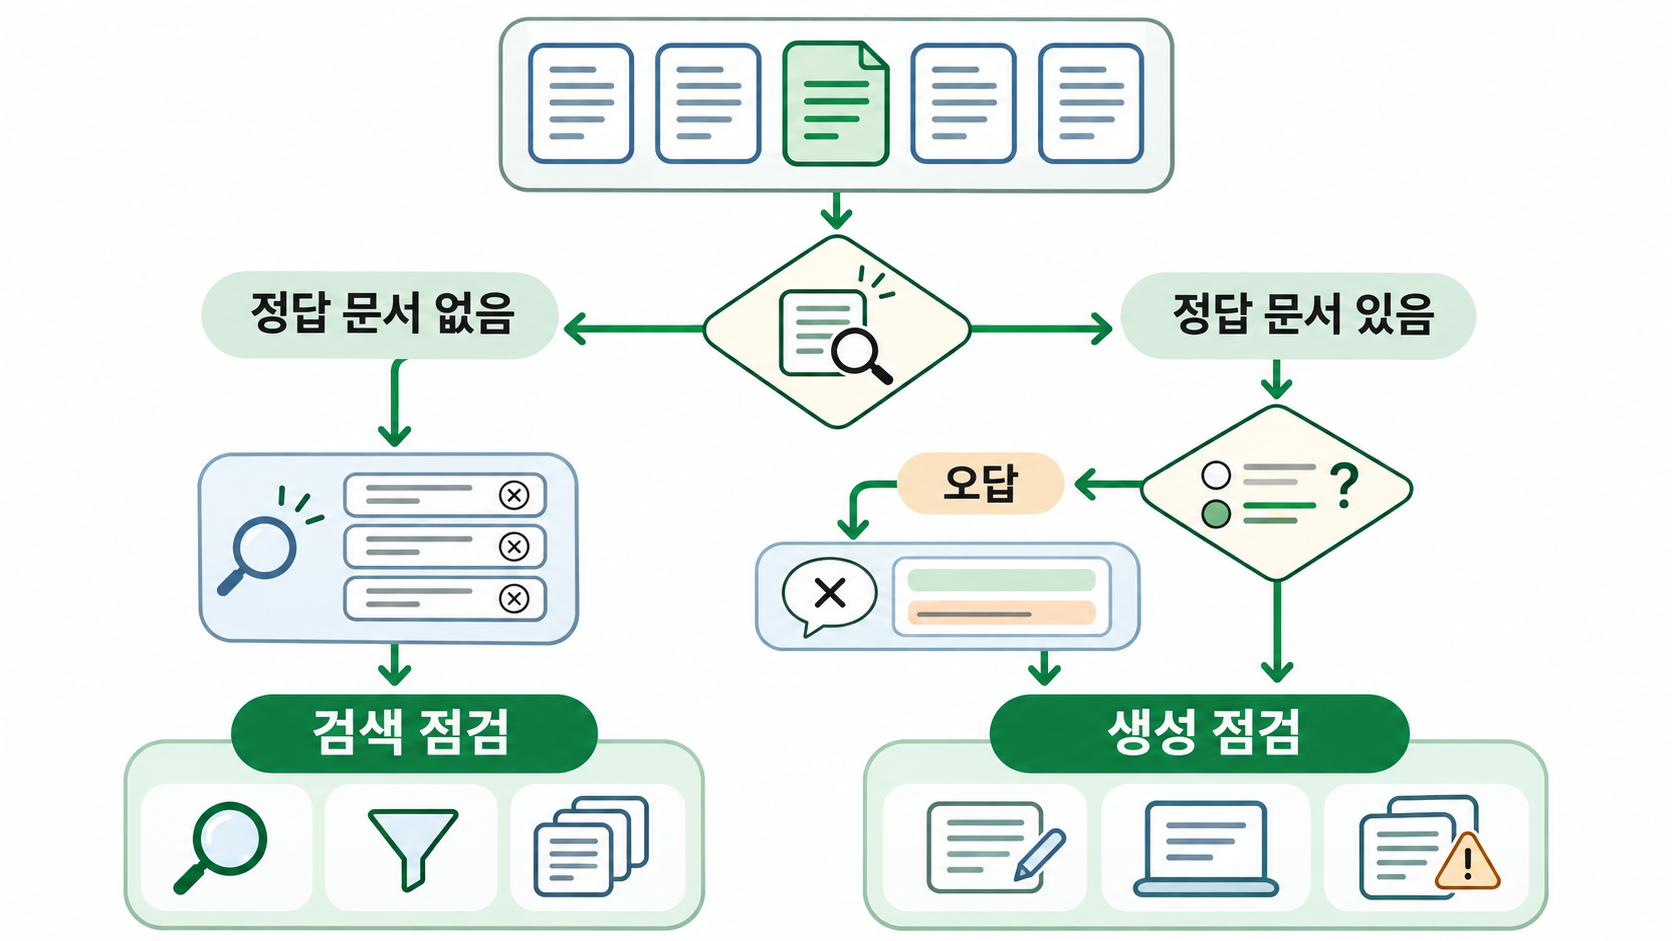 정답 문서 없음
정답 문서 있음
오답
?
검색 점검
생성 점검
!